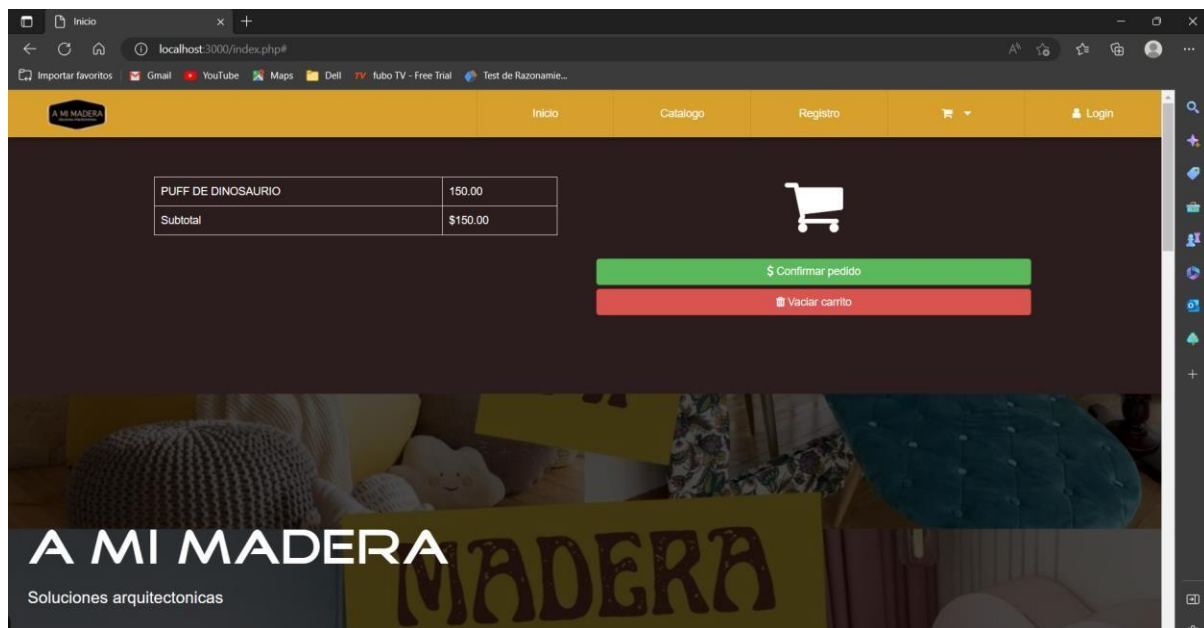 Inicio
localhost:3000/index.php#
Importar favoritos Gmail YouTube Maps Dell fubo TV - Free Trial Test de Razonamie...
A MI MADERA Inicio Catalogo Registro Login
PUFF DE DINOSAURIO 150.00
Subtotal $150.00
$ Confirmar pedido
Vaciar carrito
MADERA
A MI MADERA
Soluciones arquitectonicas